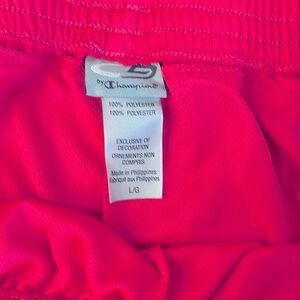 by Champion
100% POLYESTER
100% POLYESTER
EXCLUSIVE OF
DECORATION
ORNEMENTS NON
COMPRIS
Made in Philippines
Fabriqué aux Philippines
L/G